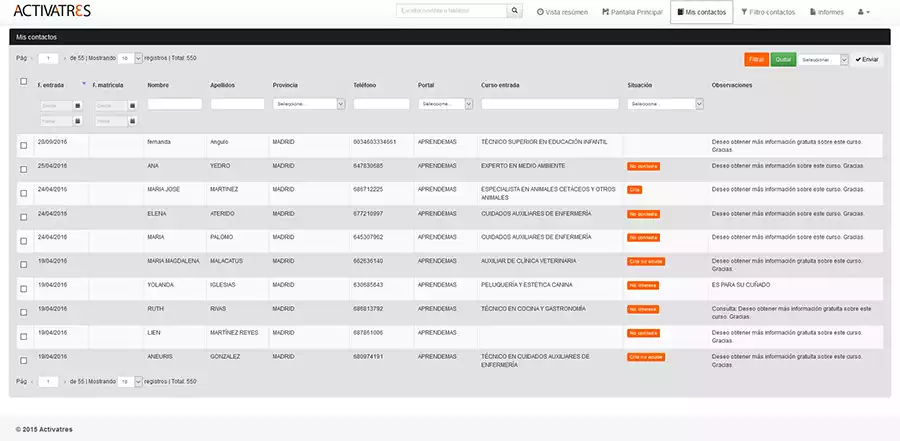 ACTIVATRES
Escribir nombre o teléfono
Vista resúmen Pantalla Principal Mis contactos Filtro contactos Informes
Mis contactos
Pág 1 de 55 | Mostrando 10 registros | Total: 550
Filtrar Quitar Seleccionar... Enviar
F. entrada F. matrícula Nombre Apellidos Provincia Teléfono Portal Curso entrada Situación Observaciones
Desde Desde Seleccione... Seleccione... Seleccione...
Hasta Hasta
28/09/2016 fernanda Angulo MADRID 0034603334661 APRENDEMAS TÉCNICO SUPERIOR EN EDUCACIÓN INFANTIL Deseo obtener más información gratuita sobre este curso.
Gracias.
25/04/2016 ANA YEDRO MADRID 647830685 APRENDEMAS EXPERTO EN MEDIO AMBIENTE No contesta Deseo obtener más información gratuita sobre este curso. Gracias.
24/04/2016 MARIA JOSE MARTINEZ MADRID 686712225 APRENDEMAS ESPECIALISTA EN ANIMALES CETÁCEOS Y OTROS Cita Deseo obtener más información gratuita sobre este curso. Gracias.
ANIMALES
24/04/2016 ELENA ATERIDO MADRID 677210997 APRENDEMAS CUIDADOS AUXILIARES DE ENFERMERÍA No contesta Deseo obtener más información gratuita sobre este curso. Gracias.
24/04/2016 MARIA PALOMO MADRID 645307902 APRENDEMAS CUIDADOS AUXILIARES DE ENFERMERÍA No contesta Deseo obtener más información gratuita sobre este curso. Gracias.
19/04/2016 MARIA MAGDALENA MALACATUS MADRID 662636140 APRENDEMAS AUXILIAR DE CLÍNICA VETERINARIA Cita no acude Deseo obtener más información gratuita sobre este curso.
Gracias.
19/04/2016 YOLANDA IGLESIAS MADRID 630685643 APRENDEMAS PELUQUERÍA Y ESTÉTICA CANINA No interesa ES PARA SU CUÑADO
19/04/2016 RUTH RIVAS MADRID 686813792 APRENDEMAS TÉCNICO EN COCINA Y GASTRONOMÍA No interesa Consulta: Deseo obtener más información gratuita sobre este
curso. Gracias.
19/04/2016 LIEN MARTÍNEZ REYES MADRID 687861006 APRENDEMAS No contesta Deseo obtener más información gratuita sobre este curso. Gracias.
19/04/2016 ANEURIS GONZALEZ MADRID 680974191 APRENDEMAS TÉCNICO EN CUIDADOS AUXILIARES DE Cita no acude Deseo obtener más información gratuita sobre este curso.
ENFERMERÍA Gracias.
Pág 1 de 55 | Mostrando 10 registros | Total: 550
© 2015 Activatres